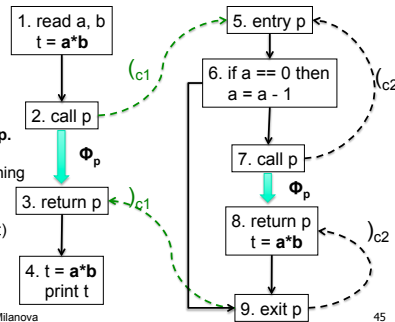 1. read a, b
t = a*b
2. call p
p.
Φp
ning
3. return p
t)
4. t = a*b
print t
(c1
)c1
5. entry p
6. if a == 0 then
a = a - 1
(c2
7. call p
Φp
8. return p
t = a*b
)c2
9. exit p
Milanova
45